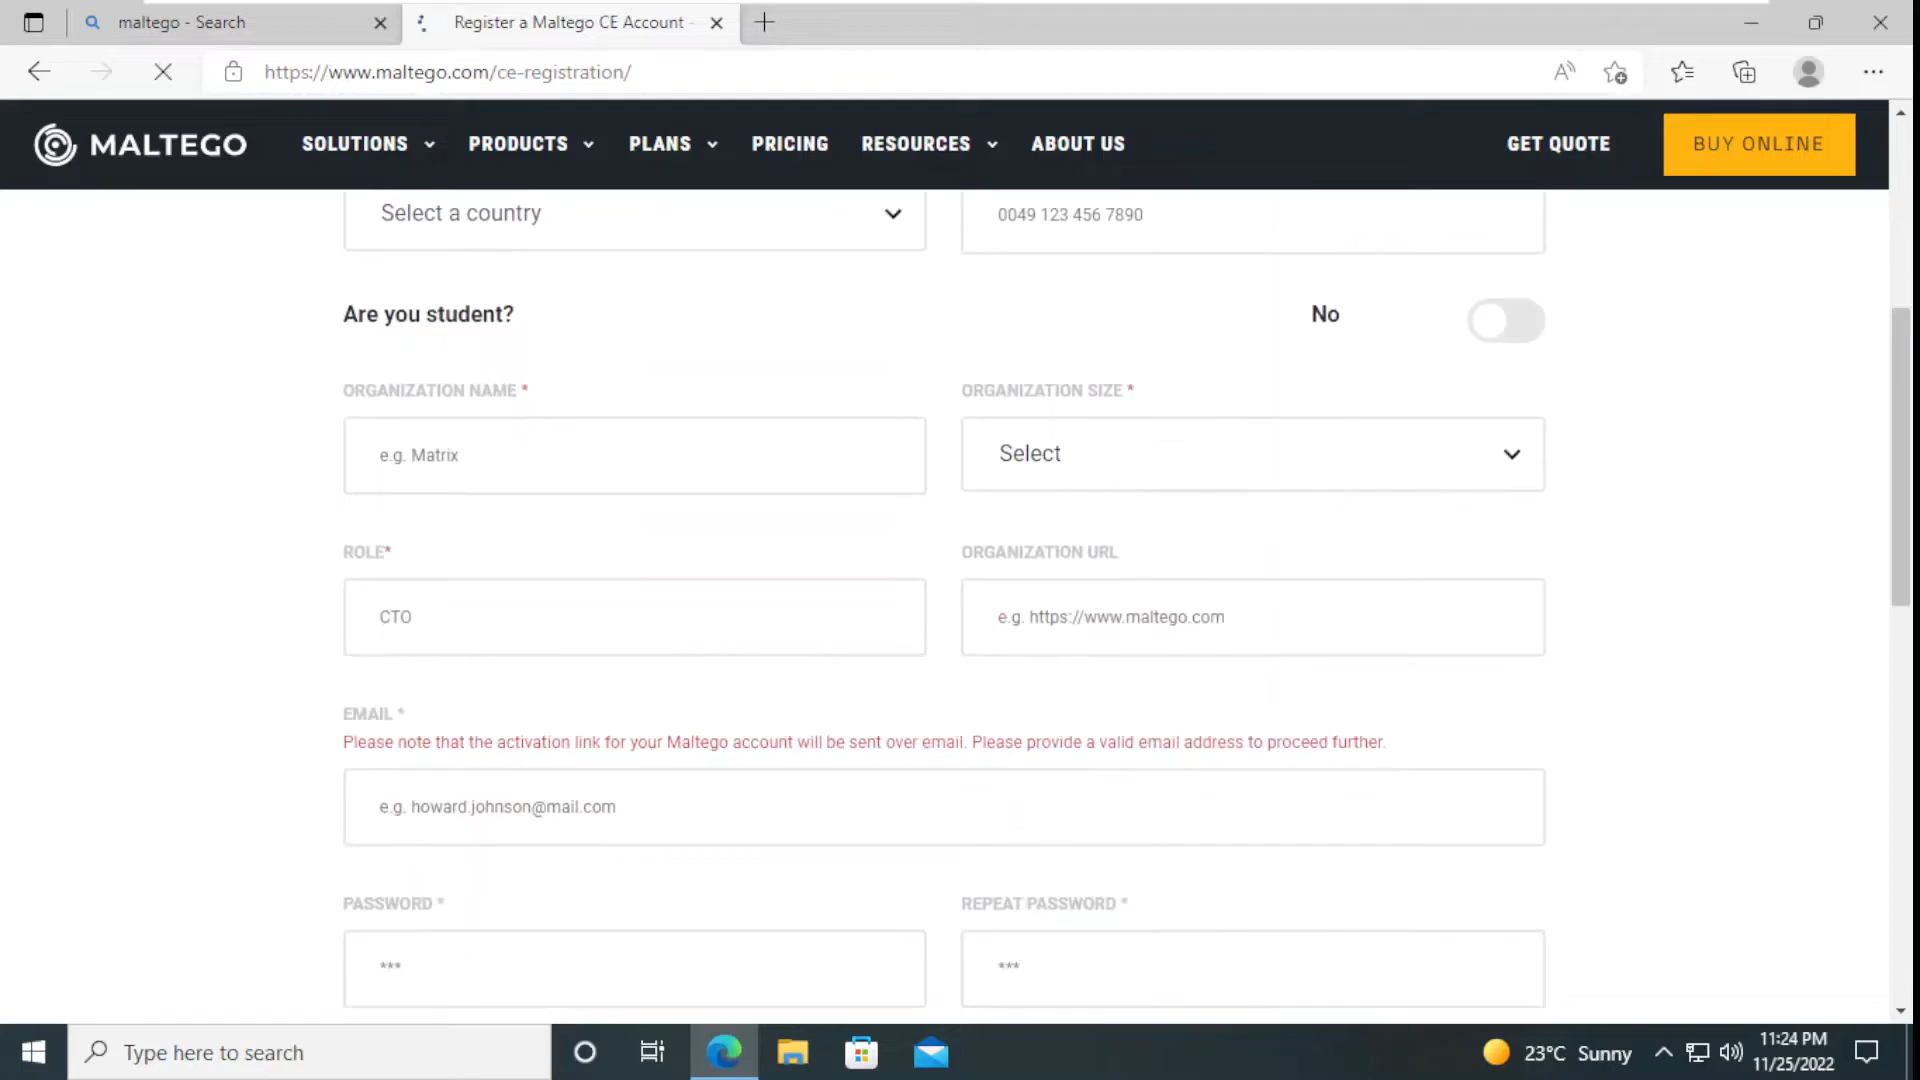 maltego - Search
Register a Maltego CE Account -
https://www.maltego.com/ce-registration/
MALTEGO SOLUTIONS PRODUCTS PLANS PRICING RESOURCES ABOUT US GET QUOTE BUY ONLINE
Select a country 0049 123 456 7890
Are you student? No
ORGANIZATION NAME * ORGANIZATION SIZE *
e.g. Matrix Select
ROLE* ORGANIZATION URL
CTO e.g. https://www.maltego.com
EMAIL *
Please note that the activation link for your Maltego account will be sent over email. Please provide a valid email address to proceed further.
e.g. howard.johnson@mail.com
PASSWORD * REPEAT PASSWORD *
*** ***
Type here to search 23°C Sunny 11:24 PM
11/25/2022